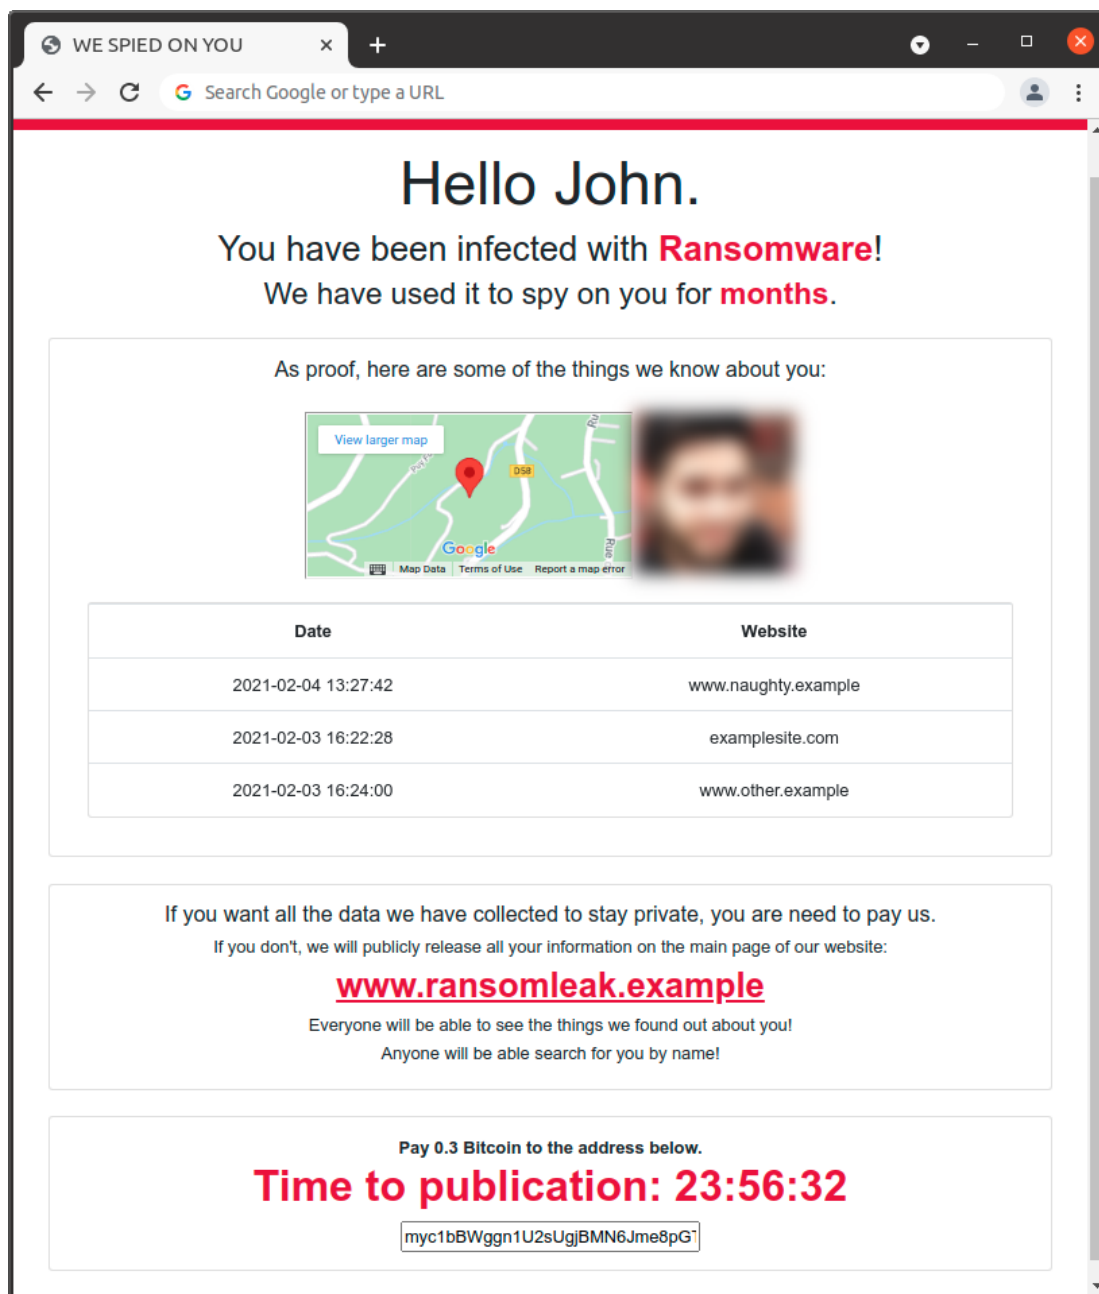 WE SPIED ON YOU
Search Google or type a URL
Hello John.
You have been infected with Ransomware!
We have used it to spy on you for months.
As proof, here are some of the things we know about you:
View larger map
D58
Ru
Rue
Google
Map Data Terms of Use Report a map error
Date Website
2021-02-04 13:27:42 www.naughty.example
2021-02-03 16:22:28 examplesite.com
2021-02-03 16:24:00 www.other.example
If you want all the data we have collected to stay private, you are need to pay us.
If you don't, we will publicly release all your information on the main page of our website:
www.ransomleak.example
Everyone will be able to see the things we found out about you!
Anyone will be able search for you by name!
Pay 0.3 Bitcoin to the address below.
Time to publication: 23:56:32
myc1bBWggn1U2sUgjBMN6Jme8pGT